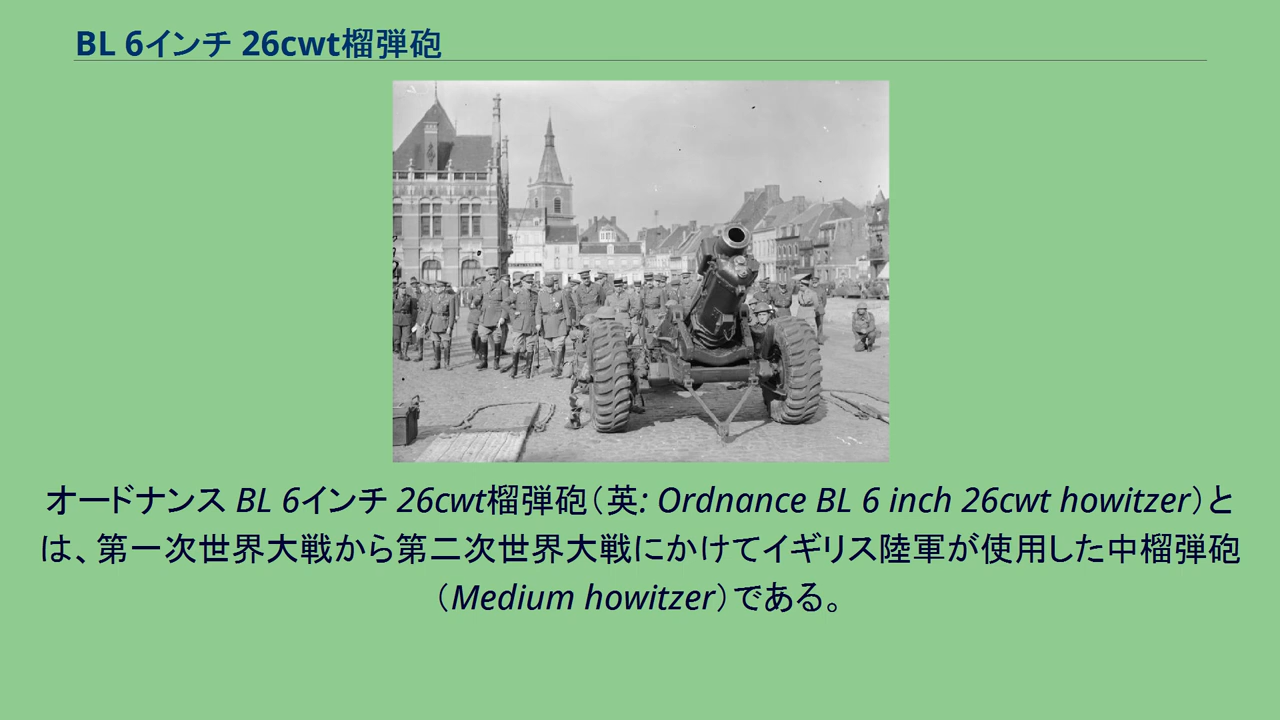 BL 6インチ 26cwt榴弾砲
オードナンス BL 6インチ 26cwt榴弾砲（英: Ordnance BL 6 inch 26cwt howitzer）と
は、第一次世界大戦から第二次世界大戦にかけてイギリス陸軍が使用した中榴弾砲
（Medium howitzer）である。